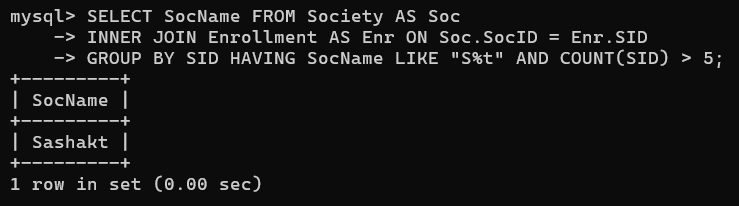 mysql> SELECT SocName FROM Society AS Soc
    -> INNER JOIN Enrollment AS Enr ON Soc.SocID = Enr.SID
    -> GROUP BY SID HAVING SocName LIKE "S%t" AND COUNT(SID) > 5;
+---------+
| SocName |
+---------+
| Sashakt |
+---------+
1 row in set (0.00 sec)